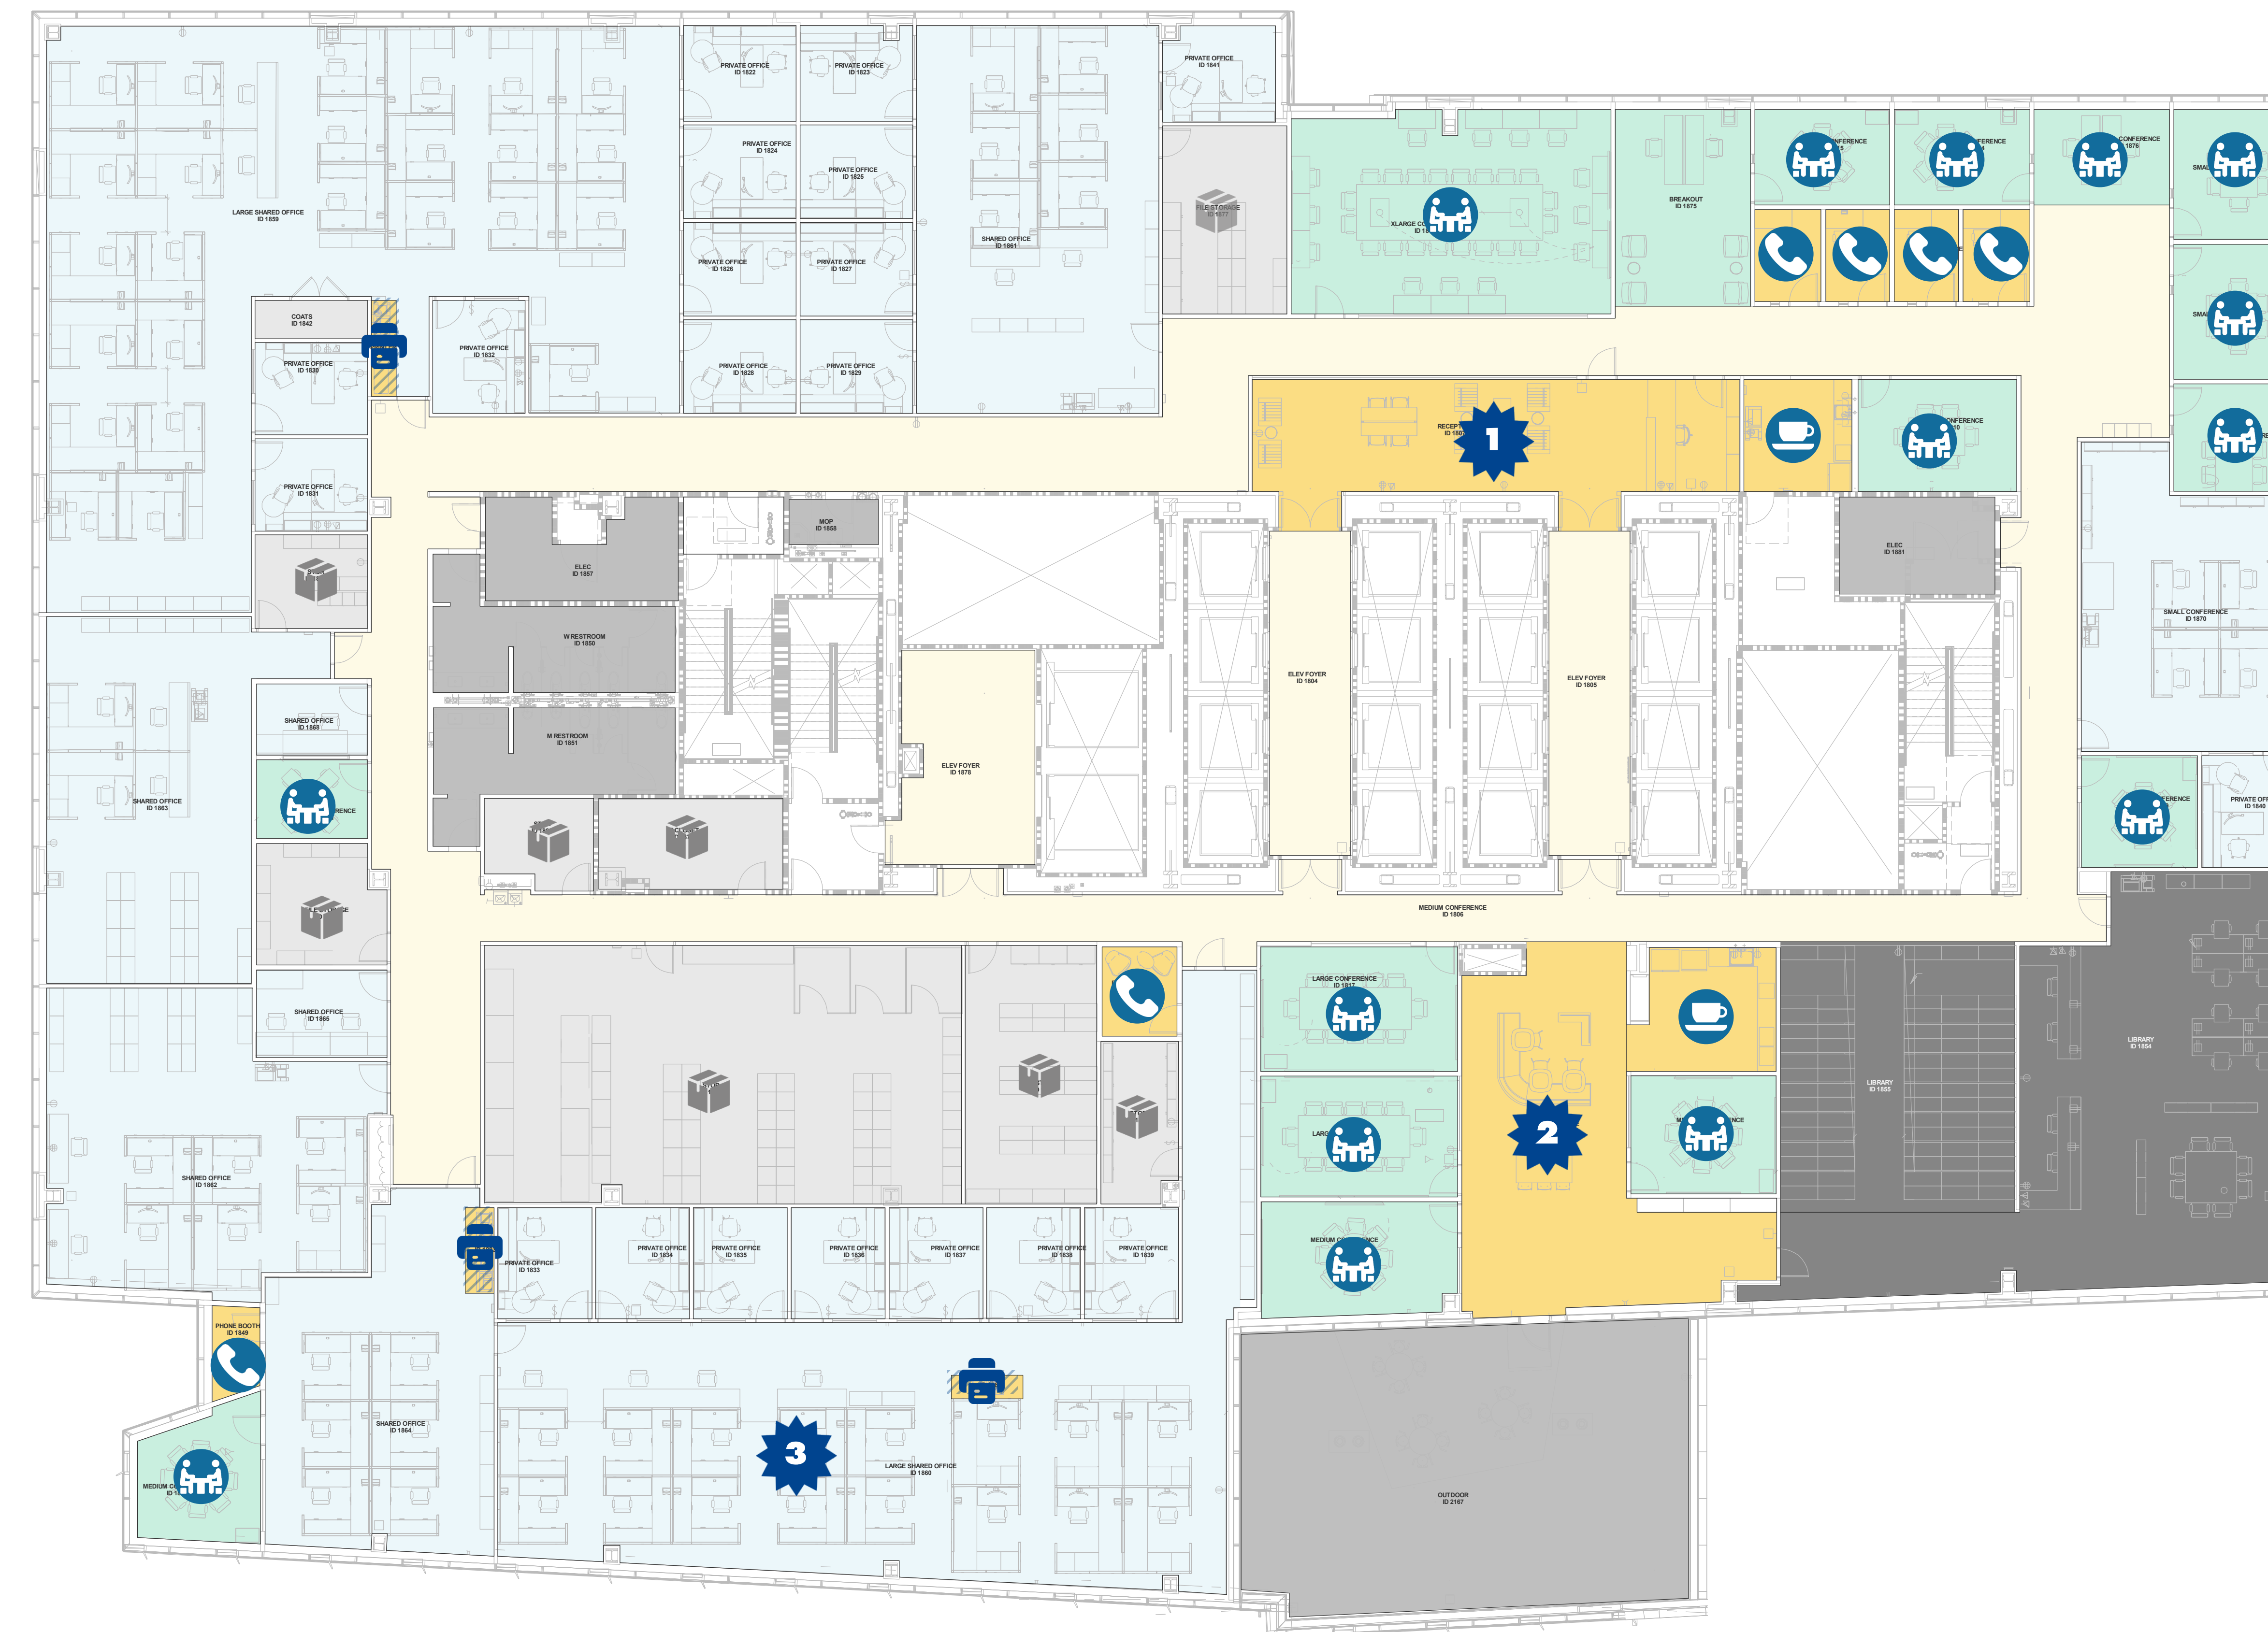 PRIVATE OFFICE
ID 1822
PRIVATE OFFICE
ID 1823
PRIVATE OFFICE
ID 1841
PRIVATE OFFICE
ID 1824
PRIVATE OFFICE
ID 1825
LARGE SHARED OFFICE
ID 1859
SHARED OFFICE
ID 1861
FILE STORAGE
ID 1877
XLARGE
BREAKOUT
ID 1875
CONFERENCE
1876
PRIVATE OFFICE
ID 1826
PRIVATE OFFICE
ID 1827
COATS
ID 1842
PRIVATE OFFICE
ID 1830
PRIVATE OFFICE
ID 1832
PRIVATE OFFICE
ID 1828
PRIVATE OFFICE
ID 1829
1
PRIVATE OFFICE
ID 1831
MOP
ID 1858
ELEC
ID 1857
ELEC
ID 1881
W RESTROOM
ID 1850
SMALL CONFERENCE
ID 1870
ELEV FOYER
ID 1804
ELEV FOYER
ID 1805
SHARED OFFICE
M RESTROOM
ID 1851
ELEV FOYER
ID 1878
SHARED OFFICE
ID 1863
ID 1840
MEDIUM CONFERENCE
ID 1806
LARGE CONFERENCE
ID 1817
SHARED OFFICE
ID 1865
LIBRARY
ID 1854
LIBRARY
ID 1855
2
SHARED OFFICE
ID 1862
PRIVATE OFFICE
ID 1833
PRIVATE OFFICE
ID 1834
PRIVATE OFFICE
ID 1835
PRIVATE OFFICE
ID 1836
PRIVATE OFFICE
ID 1837
PRIVATE OFFICE
ID 1838
PRIVATE OFFICE
ID 1839
MEDIUM
PHONE BOOTH
ID 1849
SHARED OFFICE
ID 1864
3
LARGE SHARED OFFICE
ID 1860
MEDIUM
OUTDOOR
ID 2167